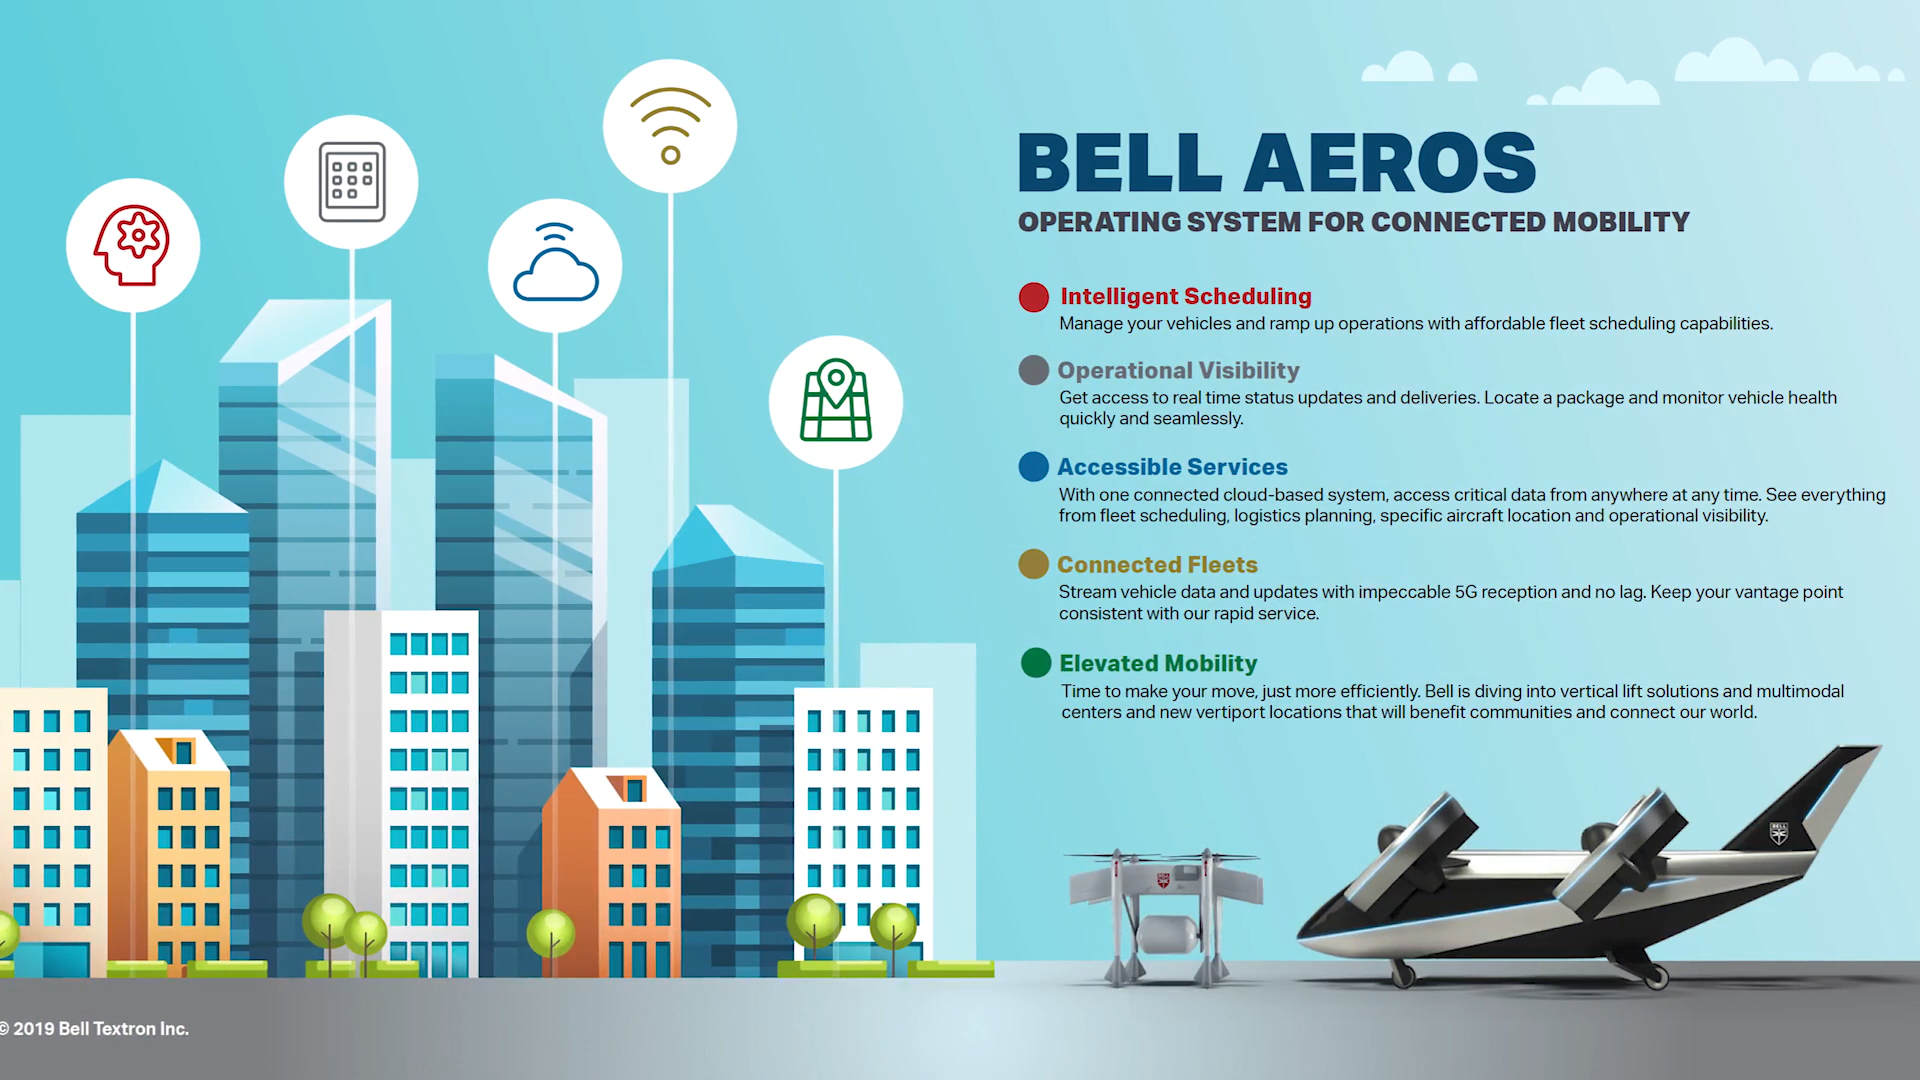 BELL AEROS
OPERATING SYSTEM FOR CONNECTED MOBILITY
Intelligent Scheduling
Manage your vehicles and ramp up operations with affordable fleet scheduling capabilities.
Operational Visibility
Get access to real time status updates and deliveries. Locate a package and monitor vehicle health
quickly and seamlessly.
Accessible Services
With one connected cloud-based system, access critical data from anywhere at any time. See everything
from fleet scheduling, logistics planning, specific aircraft location and operational visibility.
Connected Fleets
Stream vehicle data and updates with impeccable 5G reception and no lag. Keep your vantage point
consistent with our rapid service.
Elevated Mobility
Time to make your move, just more efficiently. Bell is diving into vertical lift solutions and multimodal
centers and new vertiport locations that will benefit communities and connect our world.
BELL
© 2019 Bell Textron Inc.